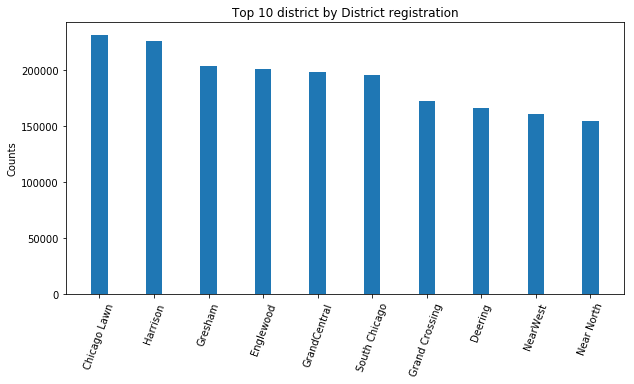 Top 10 district by District registration
Counts
200000
150000
100000
50000
0
Chicago Lawn
Harrison
Gresham
Englewood
GrandCentral
South Chicago
Grand Crossing
Deering
NearWest
Near North